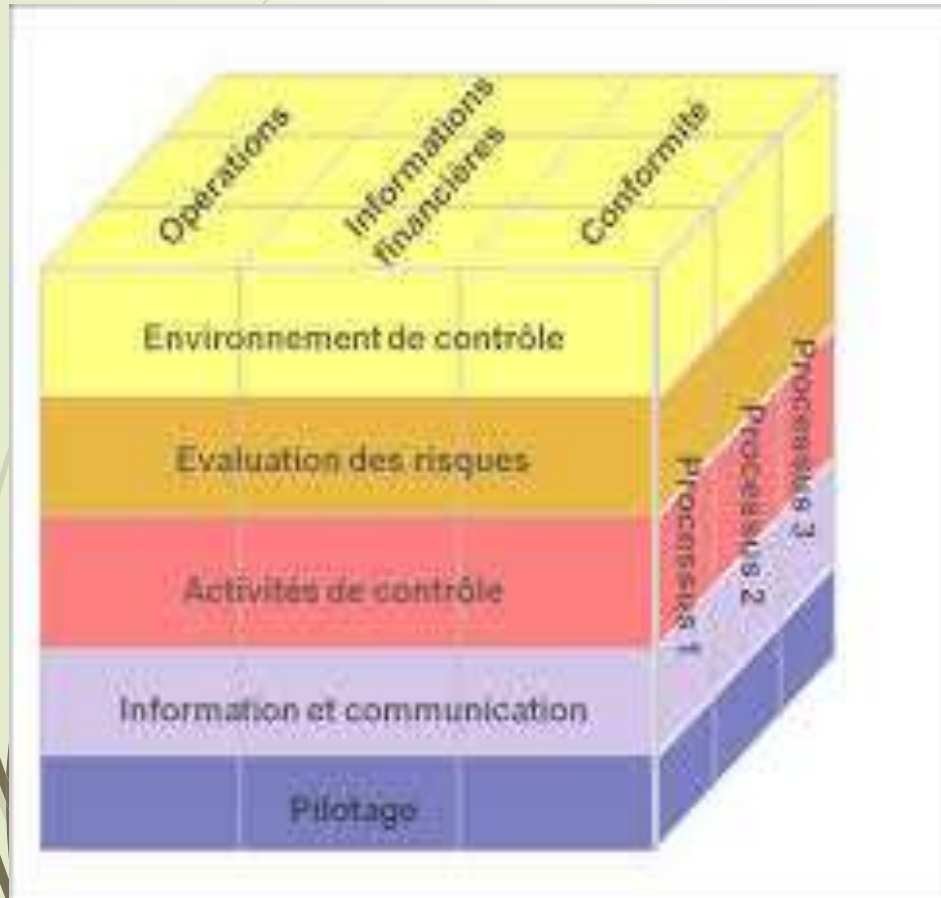 Opérations
Informations
financières
Conformité
Environnement de contrôle
Evaluation des risques
Activités de contrôle
Information et communication
Pilotage
Processus 1
Processus 2
Processus 3